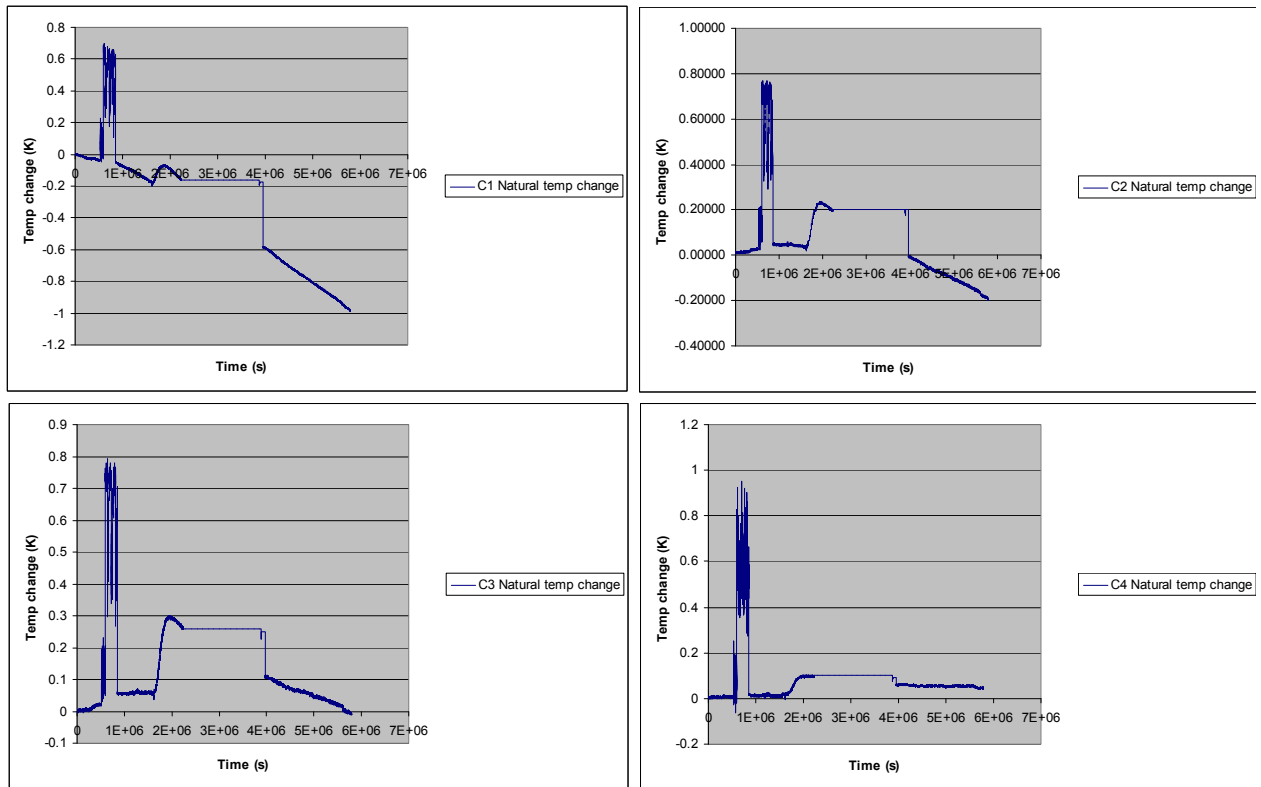 0.8
0.6
0.4
0.2
0
-0.2
-0.4
-0.6
-0.8
-1
-1.2
0 1E+06 2E+06 3E+06 4E+06 5E+06 6E+06 7E+06
Temp change (K)
Time (s)
C1 Natural temp change
1.00000
0.80000
0.60000
0.40000
0.20000
0.00000
-0.20000
-0.40000
0 1E+06 2E+06 3E+06 4E+06 5E+06 6E+06 7E+06
Temp change (K)
Time (s)
C2 Natural temp change
0.9
0.8
0.7
0.6
0.5
0.4
0.3
0.2
0.1
0
-0.1
0 1E+06 2E+06 3E+06 4E+06 5E+06 6E+06 7E+06
Temp change (K)
Time (s)
C3 Natural temp change
1.2
1
0.8
0.6
0.4
0.2
0
-0.2
0 1E+06 2E+06 3E+06 4E+06 5E+06 6E+06 7E+06
Temp change (K)
Time (s)
C4 Natural temp change